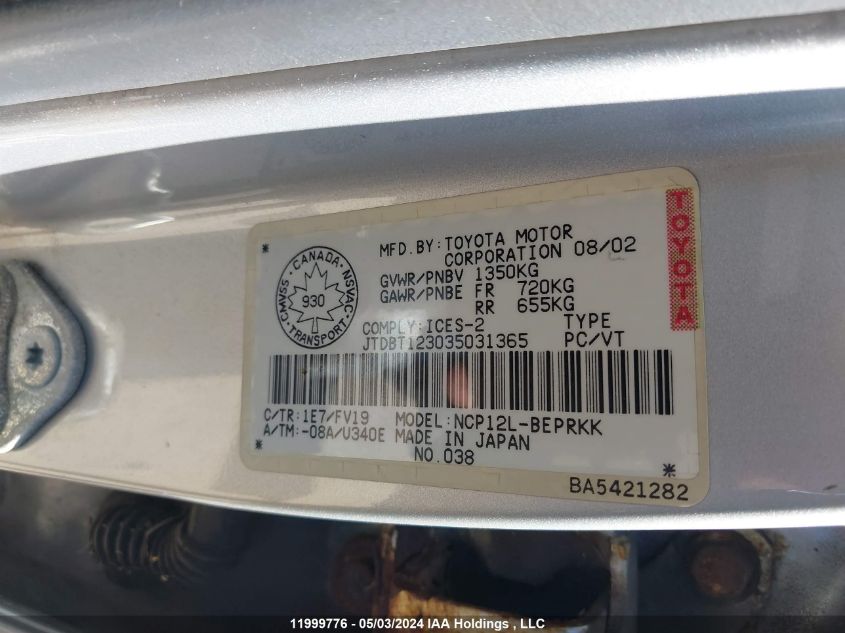 MFD.BY:TOYOTA MOTOR
CORPORATION 08/02
GVWR/PNBV 1350KG
GAWR/PNBE FR 720KG
RR 655KG
COMPLY:ICES-2 TYPE
JTDBT123035031365 PC/VT
CANADA
NSVAC
TRANSPORT
CMVSS
930
TOYOTA
C/TR:1E7/FV19 MODEL:NCP12L-BEPRKK
A/TM:-08A/U340E MADE IN JAPAN
NO.038
BA5421282
11999776 - 05/03/2024 IAA Holdings , LLC